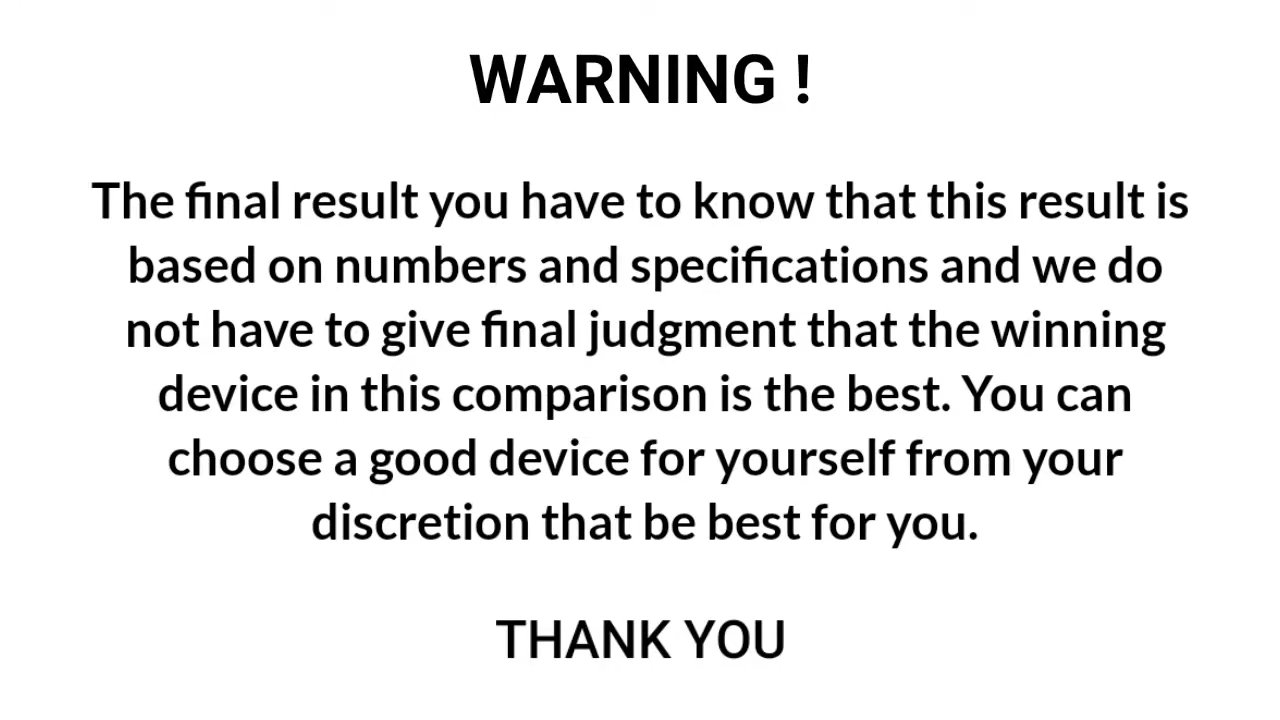 WARNING !
The final result you have to know that this result is
based on numbers and specifications and we do
not have to give final judgment that the winning
device in this comparison is the best. You can
choose a good device for yourself from your
discretion that be best for you.
THANK YOU